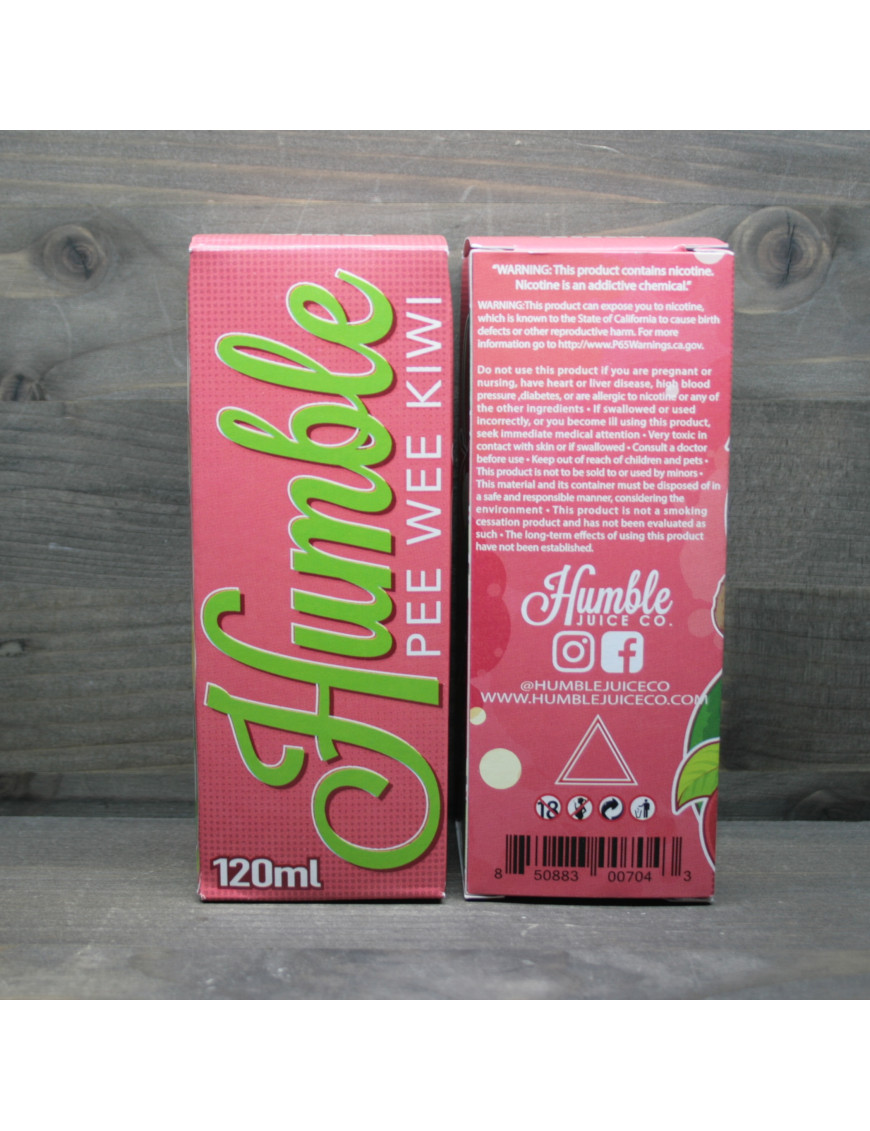 Humble
PEE WEE KIWI
120ml
"WARNING: This product contains nicotine.
Nicotine is an addictive chemical."
WARNING:This product can expose you to nicotine,
which is known to the State of California to cause birth
defects or other reproductive harm. For more
information go to http://www.P65Warnings.ca.gov.
Do not use this product if you are pregnant or
nursing, have heart or liver disease, high blood
pressure ,diabetes, or are allergic to nicotine or any of
the other ingredients • If swallowed or used
incorrectly, or you become ill using this product,
seek immediate medical attention • Very toxic in
contact with skin or if swallowed • Consult a doctor
before use • Keep out of reach of children and pets •
This product is not to be sold to or used by minors •
This material and its container must be disposed of in
a safe and responsible manner, considering the
environment • This product is not a smoking
cessation product and has not been evaluated as
such • The long-term effects of using this product
have not been established.
Humble
JUICE CO.
@HUMBLEJUICECO
WWW.HUMBLEJUICECO.COM
18
8 50883 00704 3